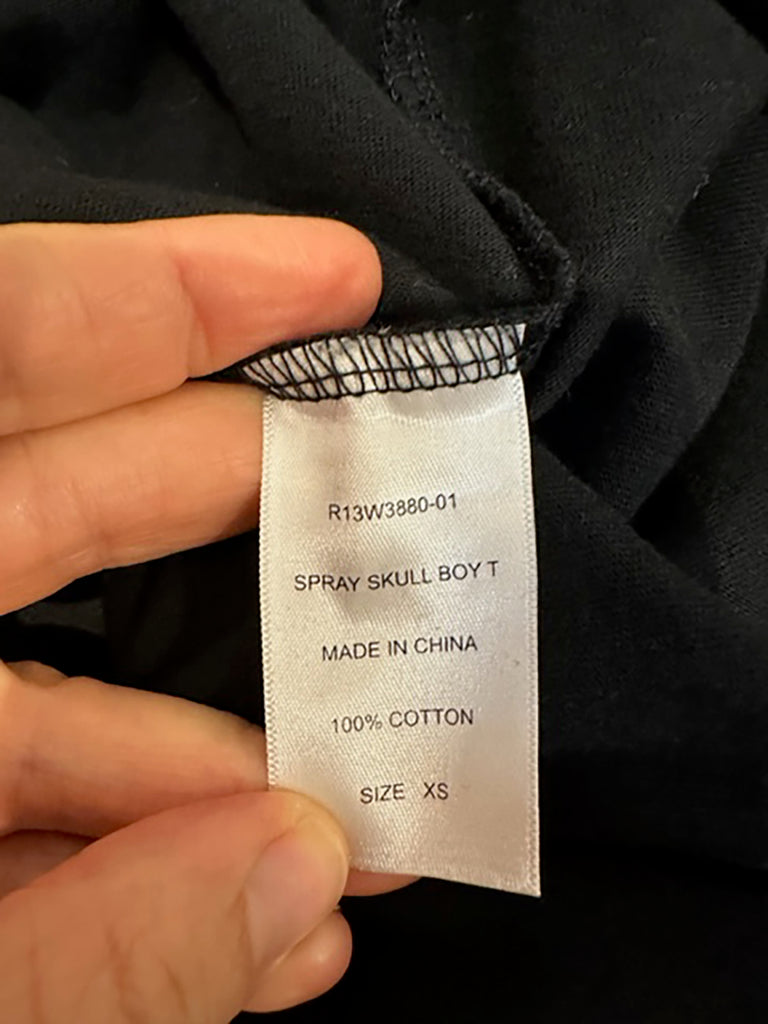 R13W3880-01
SPRAY SKULL BOY T
MADE IN CHINA
100% COTTON
SIZE XS